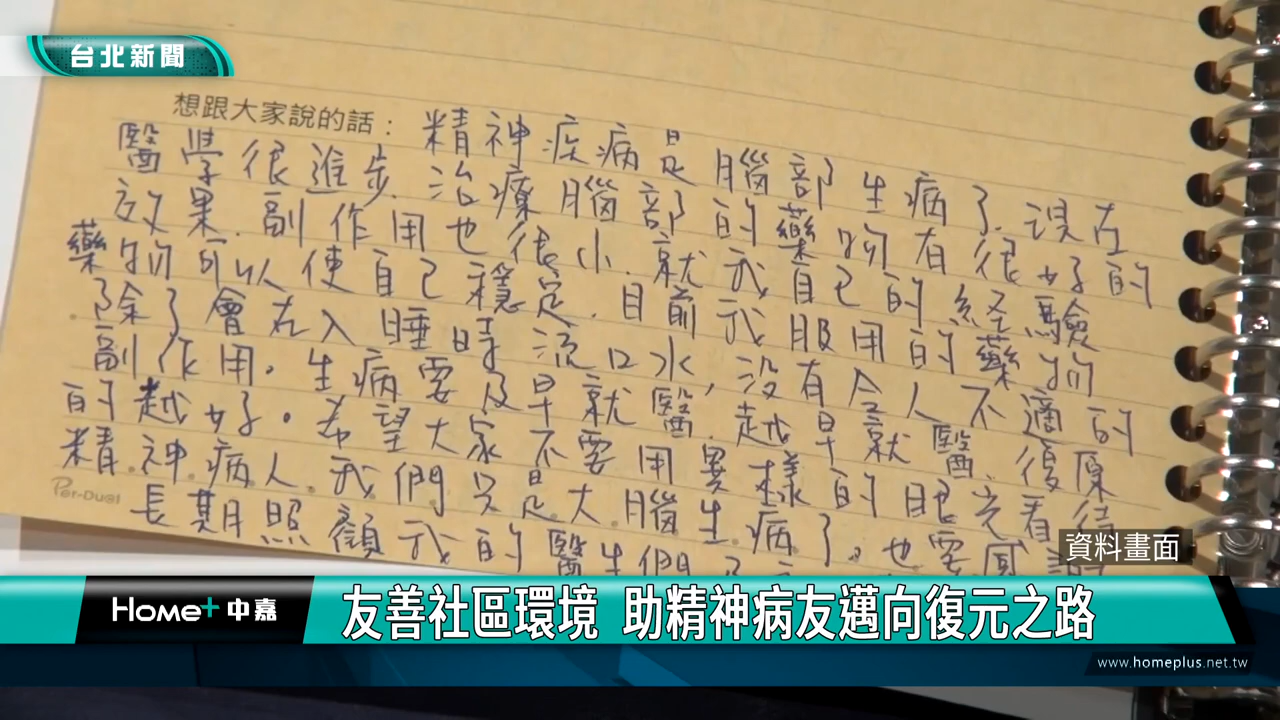 台北新聞
想跟大家說的話：精神疾病是腦部生病了.現在
醫學很進步.治療腦部的藥物有很好的
效果.副作用也很小.就我自己的經驗
藥物可以使自己穩定.目前我服用的藥物
除了會在入睡時流口水,沒有令人不適的
副作用。生病要及早就醫.越早就醫.復原
的越好。希望大家不要用異樣的眼光看待
精神病人.我們只是大腦生病了。也要感謝
長期照顧我的醫生們
Per-Dual
資料畫面
Home+中嘉
友善社區環境 助精神病友邁向復元之路
www.homeplus.net.tw